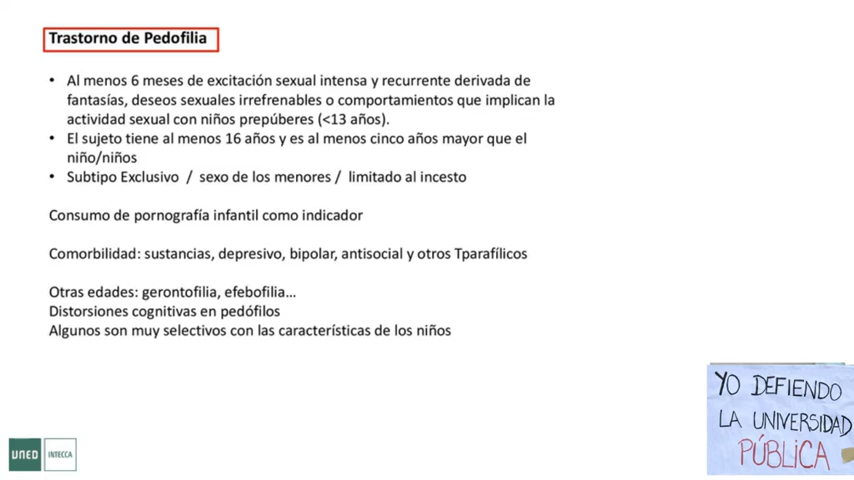 Trastorno de Pedofilia
• Al menos 6 meses de excitación sexual intensa y recurrente derivada de
fantasías, deseos sexuales irrefrenables o comportamientos que implican la
actividad sexual con niños prepúberes (<13 años).
• El sujeto tiene al menos 16 años y es al menos cinco años mayor que el
niño/niños
• Subtipo Exclusivo / sexo de los menores / limitado al incesto
Consumo de pornografía infantil como indicador
Comorbilidad: sustancias, depresivo, bipolar, antisocial y otros Tparafílicos
Otras edades: gerontofilia, efebofilia…
Distorsiones cognitivas en pedófilos
Algunos son muy selectivos con las características de los niños
YO DEFIENDO
LA UNIVERSIDAD
PÚBLICA
UNED INTECCA